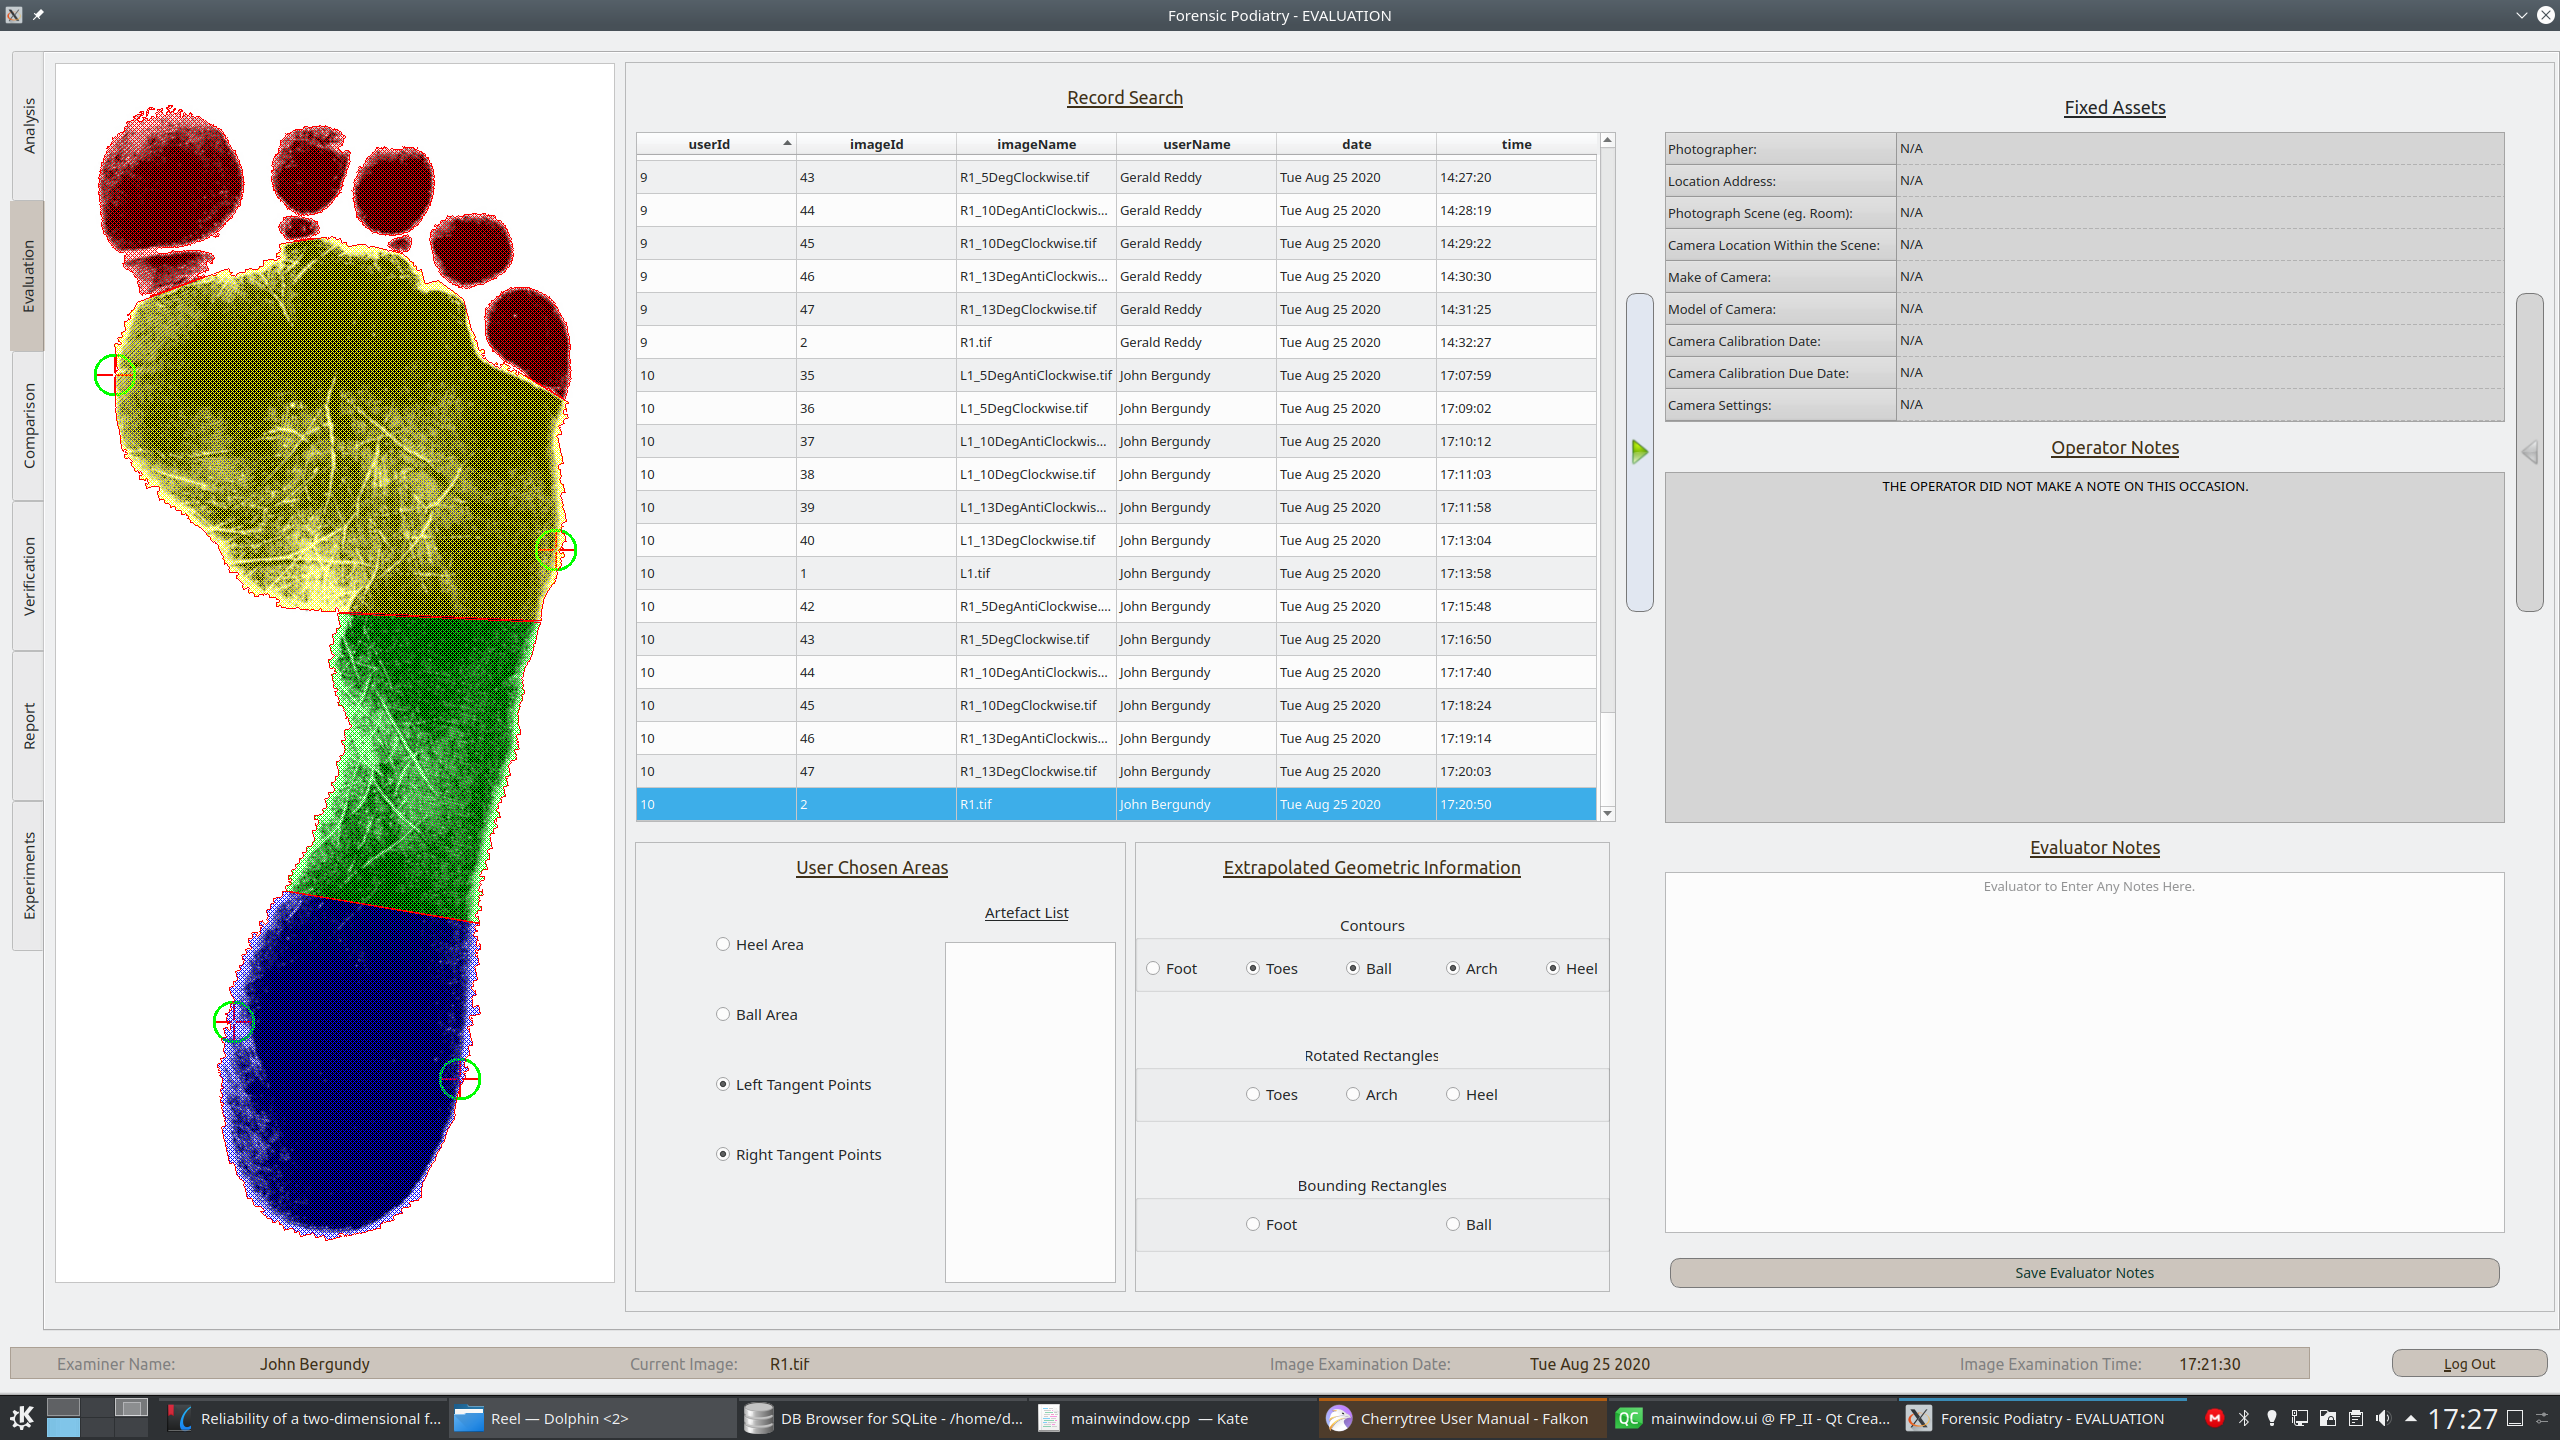 Forensic Podiatry - EVALUATION
Analysis
Evaluation
Comparison
Verification
Report
Experiments
Record Search
userId imageId imageName userName date time
9 43 R1_5DegClockwise.tif Gerald Reddy Tue Aug 25 2020 14:27:20
9 44 R1_10DegAntiClockwis... Gerald Reddy Tue Aug 25 2020 14:28:19
9 45 R1_10DegClockwise.tif Gerald Reddy Tue Aug 25 2020 14:29:22
9 46 R1_13DegAntiClockwis... Gerald Reddy Tue Aug 25 2020 14:30:30
9 47 R1_13DegClockwise.tif Gerald Reddy Tue Aug 25 2020 14:31:25
9 2 R1.tif Gerald Reddy Tue Aug 25 2020 14:32:27
10 35 L1_5DegAntiClockwise.tif John Bergundy Tue Aug 25 2020 17:07:59
10 36 L1_5DegClockwise.tif John Bergundy Tue Aug 25 2020 17:09:02
10 37 L1_10DegAntiClockwis... John Bergundy Tue Aug 25 2020 17:10:12
10 38 L1_10DegClockwise.tif John Bergundy Tue Aug 25 2020 17:11:03
10 39 L1_13DegAntiClockwis... John Bergundy Tue Aug 25 2020 17:11:58
10 40 L1_13DegClockwise.tif John Bergundy Tue Aug 25 2020 17:13:04
10 1 L1.tif John Bergundy Tue Aug 25 2020 17:13:58
10 42 R1_5DegAntiClockwise.... John Bergundy Tue Aug 25 2020 17:15:48
10 43 R1_5DegClockwise.tif John Bergundy Tue Aug 25 2020 17:16:50
10 44 R1_10DegAntiClockwis... John Bergundy Tue Aug 25 2020 17:17:40
10 45 R1_10DegClockwise.tif John Bergundy Tue Aug 25 2020 17:18:24
10 46 R1_13DegAntiClockwis... John Bergundy Tue Aug 25 2020 17:19:14
10 47 R1_13DegClockwise.tif John Bergundy Tue Aug 25 2020 17:20:03
10 2 R1.tif John Bergundy Tue Aug 25 2020 17:20:50
User Chosen Areas
Artefact List
Heel Area
Ball Area
Left Tangent Points
Right Tangent Points
Extrapolated Geometric Information
Contours
Foot Toes Ball Arch Heel
Rotated Rectangles
Toes Arch Heel
Bounding Rectangles
Foot Ball
Fixed Assets
Photographer: N/A
Location Address: N/A
Photograph Scene (eg. Room): N/A
Camera Location Within the Scene: N/A
Make of Camera: N/A
Model of Camera: N/A
Camera Calibration Date: N/A
Camera Calibration Due Date: N/A
Camera Settings: N/A
Operator Notes
THE OPERATOR DID NOT MAKE A NOTE ON THIS OCCASION.
Evaluator Notes
Evaluator to Enter Any Notes Here.
Save Evaluator Notes
Examiner Name: John Bergundy Current Image: R1.tif Image Examination Date: Tue Aug 25 2020 Image Examination Time: 17:21:30 Log Out
Reliability of a two-dimensional f... Reel — Dolphin <2> DB Browser for SQLite - /home/d... mainwindow.cpp — Kate Cherrytree User Manual - Falkon QC mainwindow.ui @ FP_II - Qt Crea... Forensic Podiatry - EVALUATION 17:27